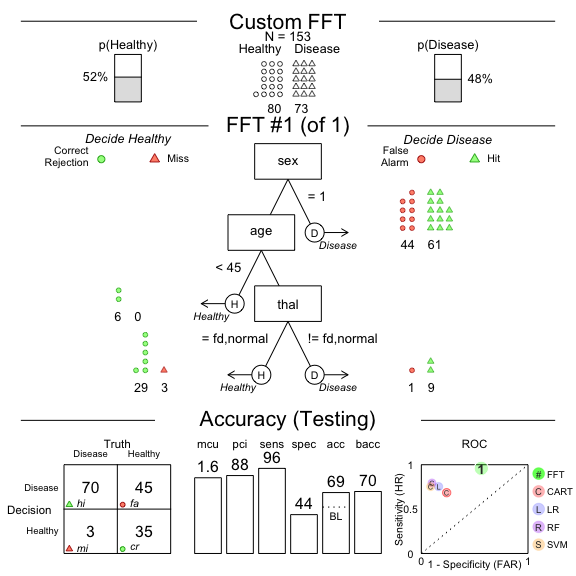 Custom FFT
N = 153
p(Healthy)
Healthy Disease
p(Disease)
52%
48%
80 73
FFT #1 (of 1)
Decide Healthy
Decide Disease
Correct
Rejection
Miss
False
Alarm
Hit
sex
= 1
age
D
Disease
44 61
< 45
H
Healthy
6 0
thal
= fd,normal
!= fd,normal
H
Healthy
D
Disease
29 3
1 9
Accuracy (Testing)
Truth
Disease Healthy
Decision
Disease
70
hi
45
fa
Healthy
3
mi
35
cr
mcu pci sens spec acc bacc
1.6 88 96 44 69 70
BL
ROC
1
0.5
0
Sensitivity (HR)
1
C
L
R
S
C
0 1
1 - Specificity (FAR)
# FFT
C CART
L LR
R RF
S SVM